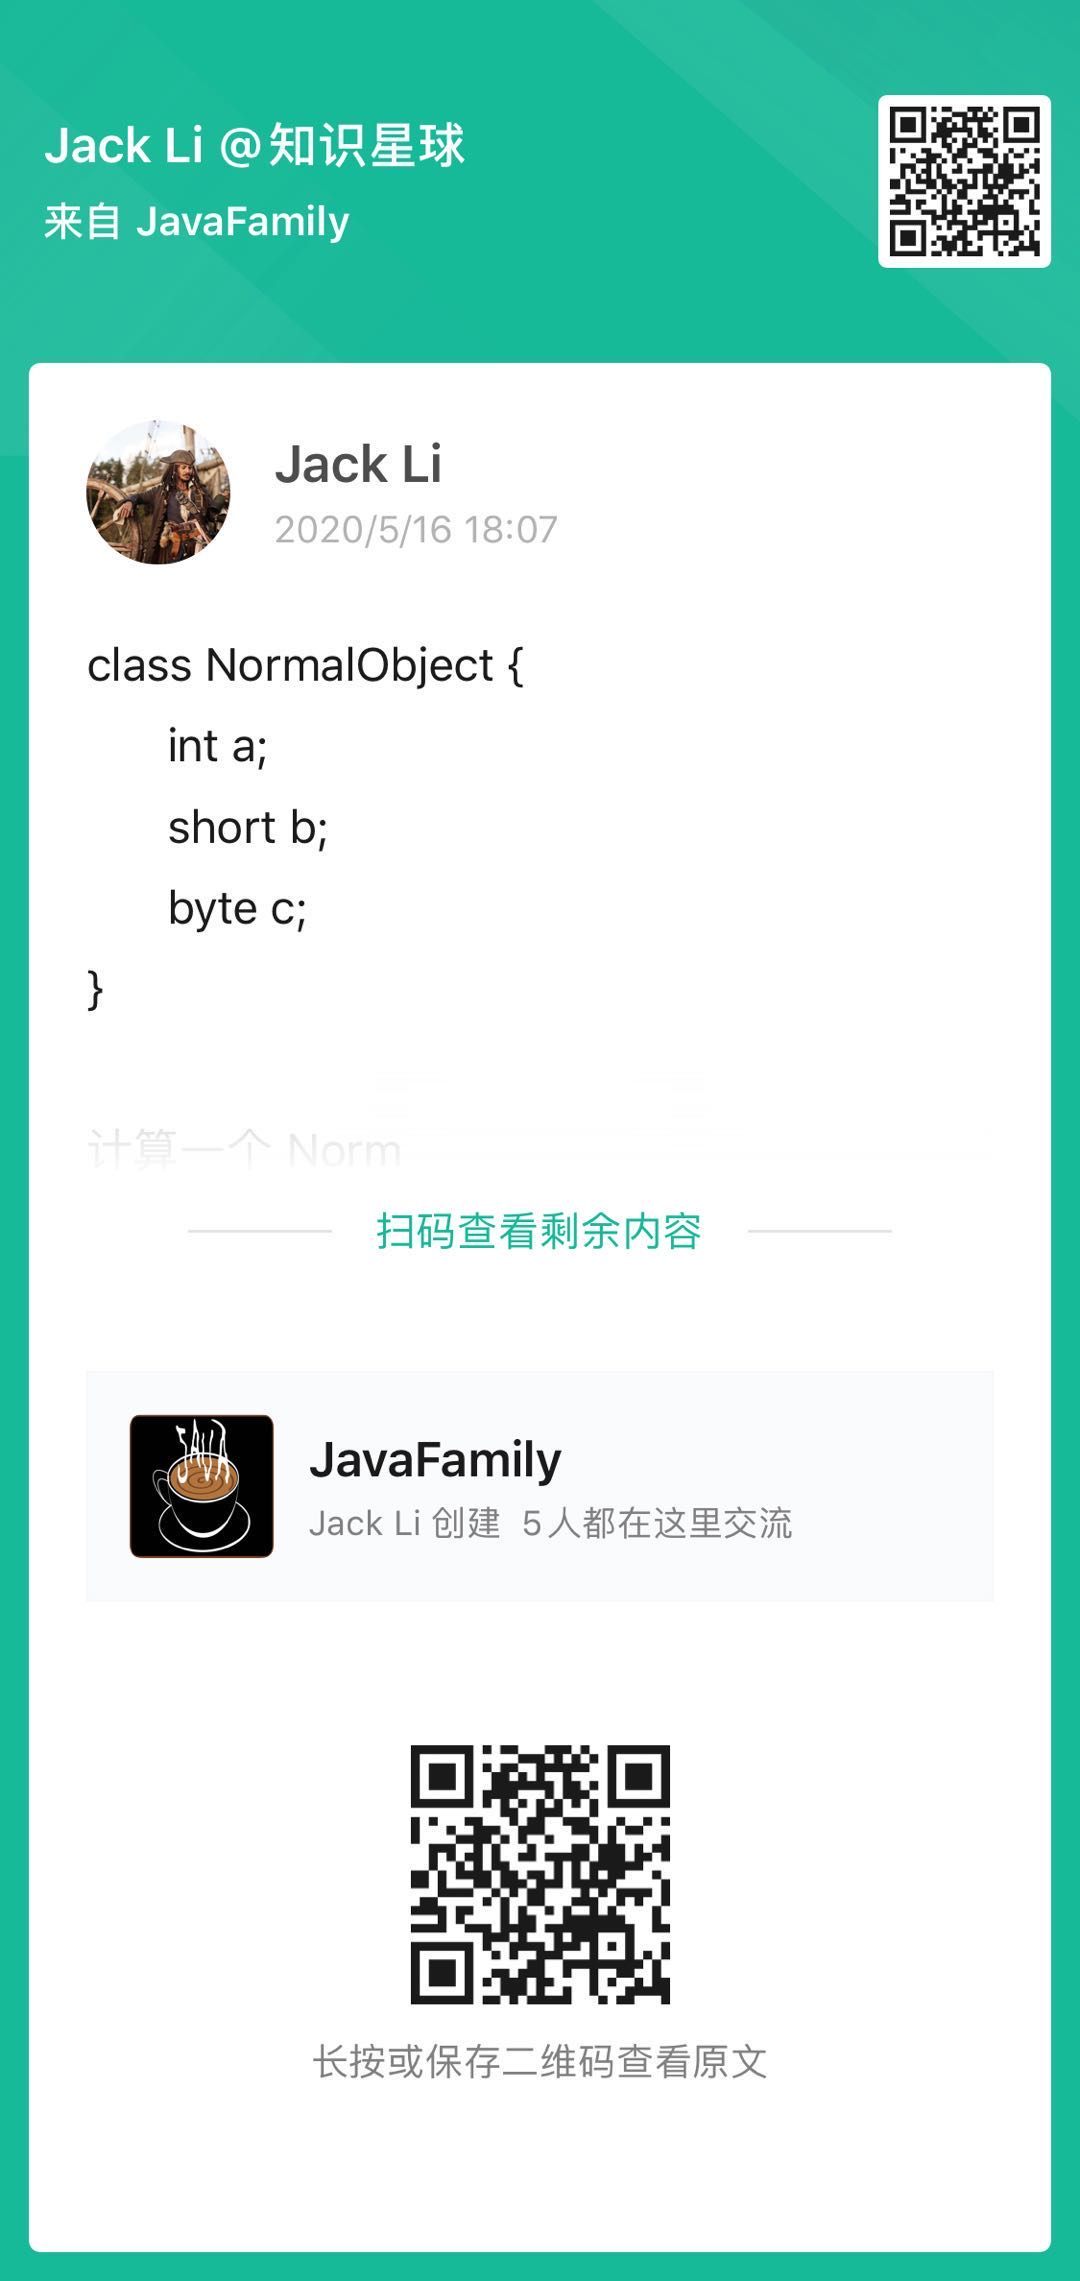 Jack Li @知识星球
来自 JavaFamily
Jack Li
2020/5/16 18:07
class NormalObject {
int a;
short b;
byte c;
}
计算一个 Norm
扫码查看剩余内容
JAVA
JavaFamily
Jack Li 创建 5人都在这里交流
长按或保存二维码查看原文